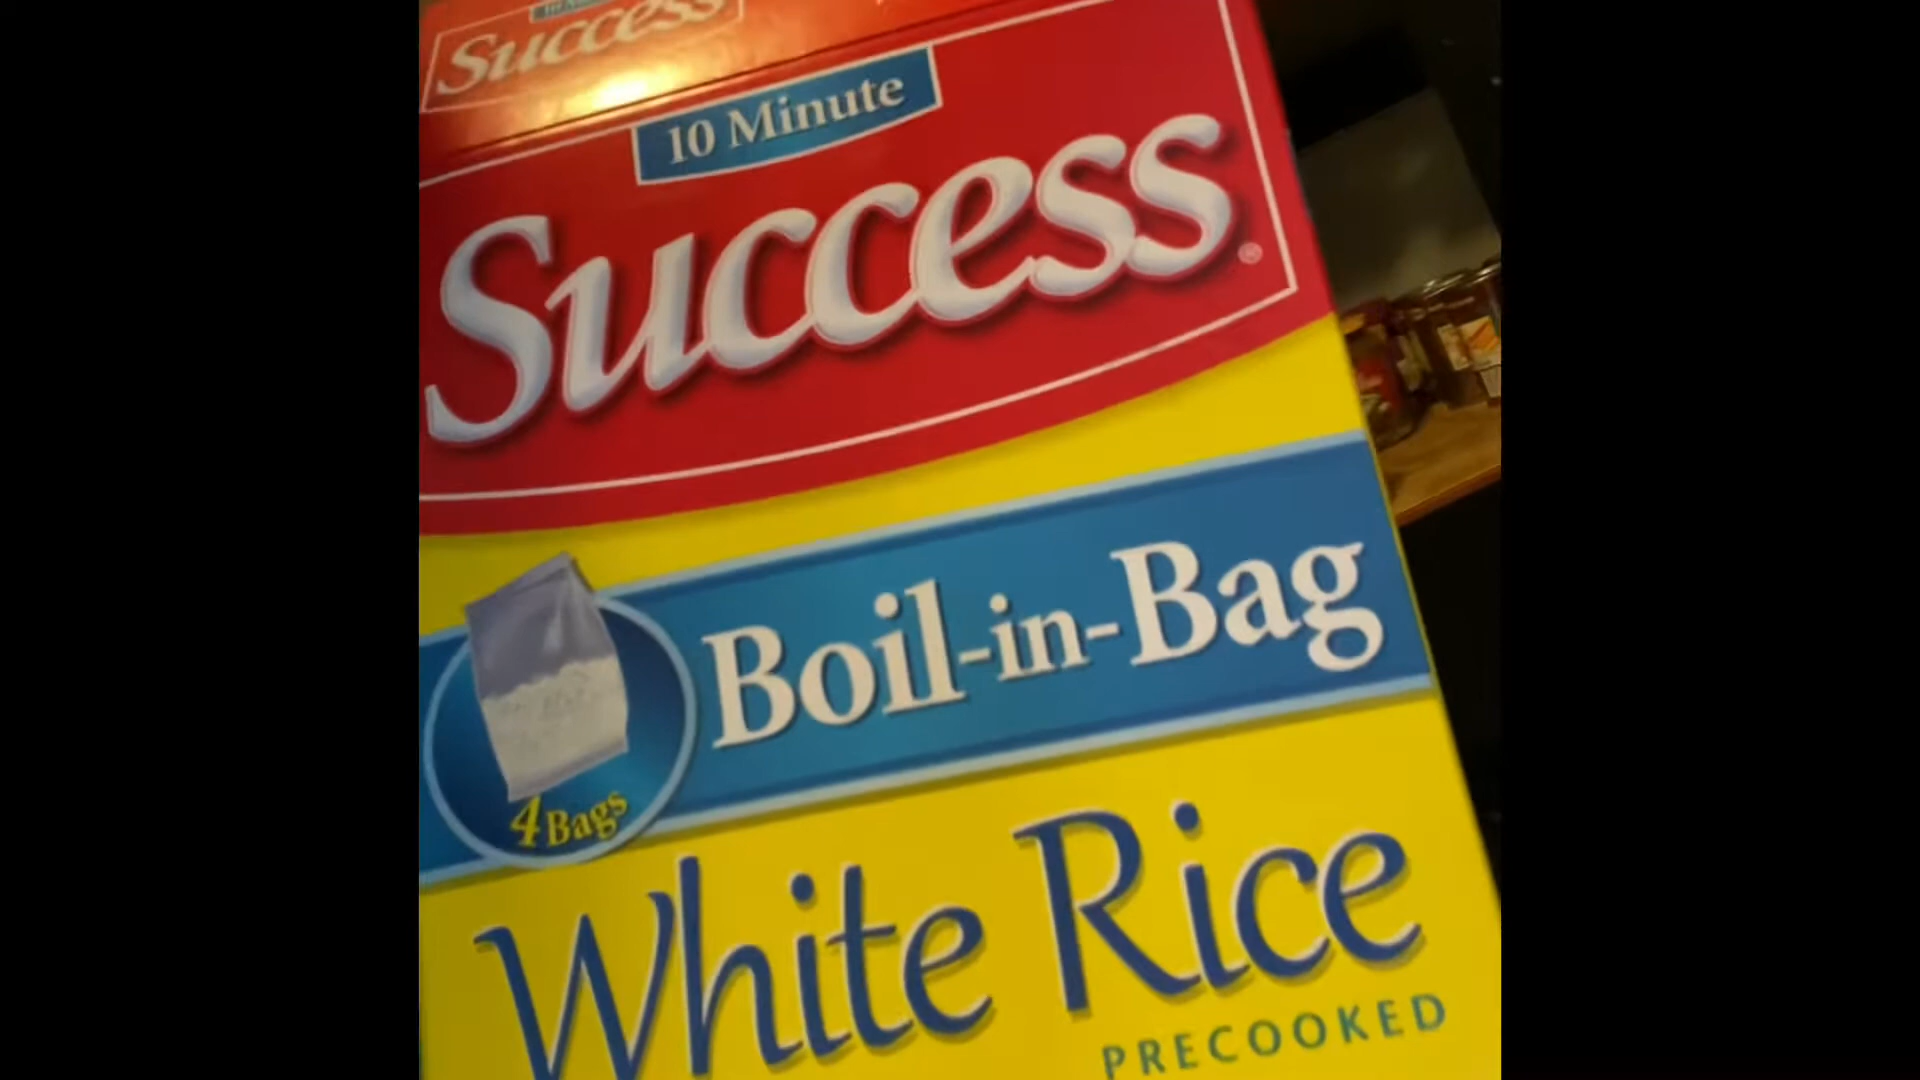 Success
10 Minute
Success®
Boil-in-Bag
4 Bags
White Rice
PRECOOKED